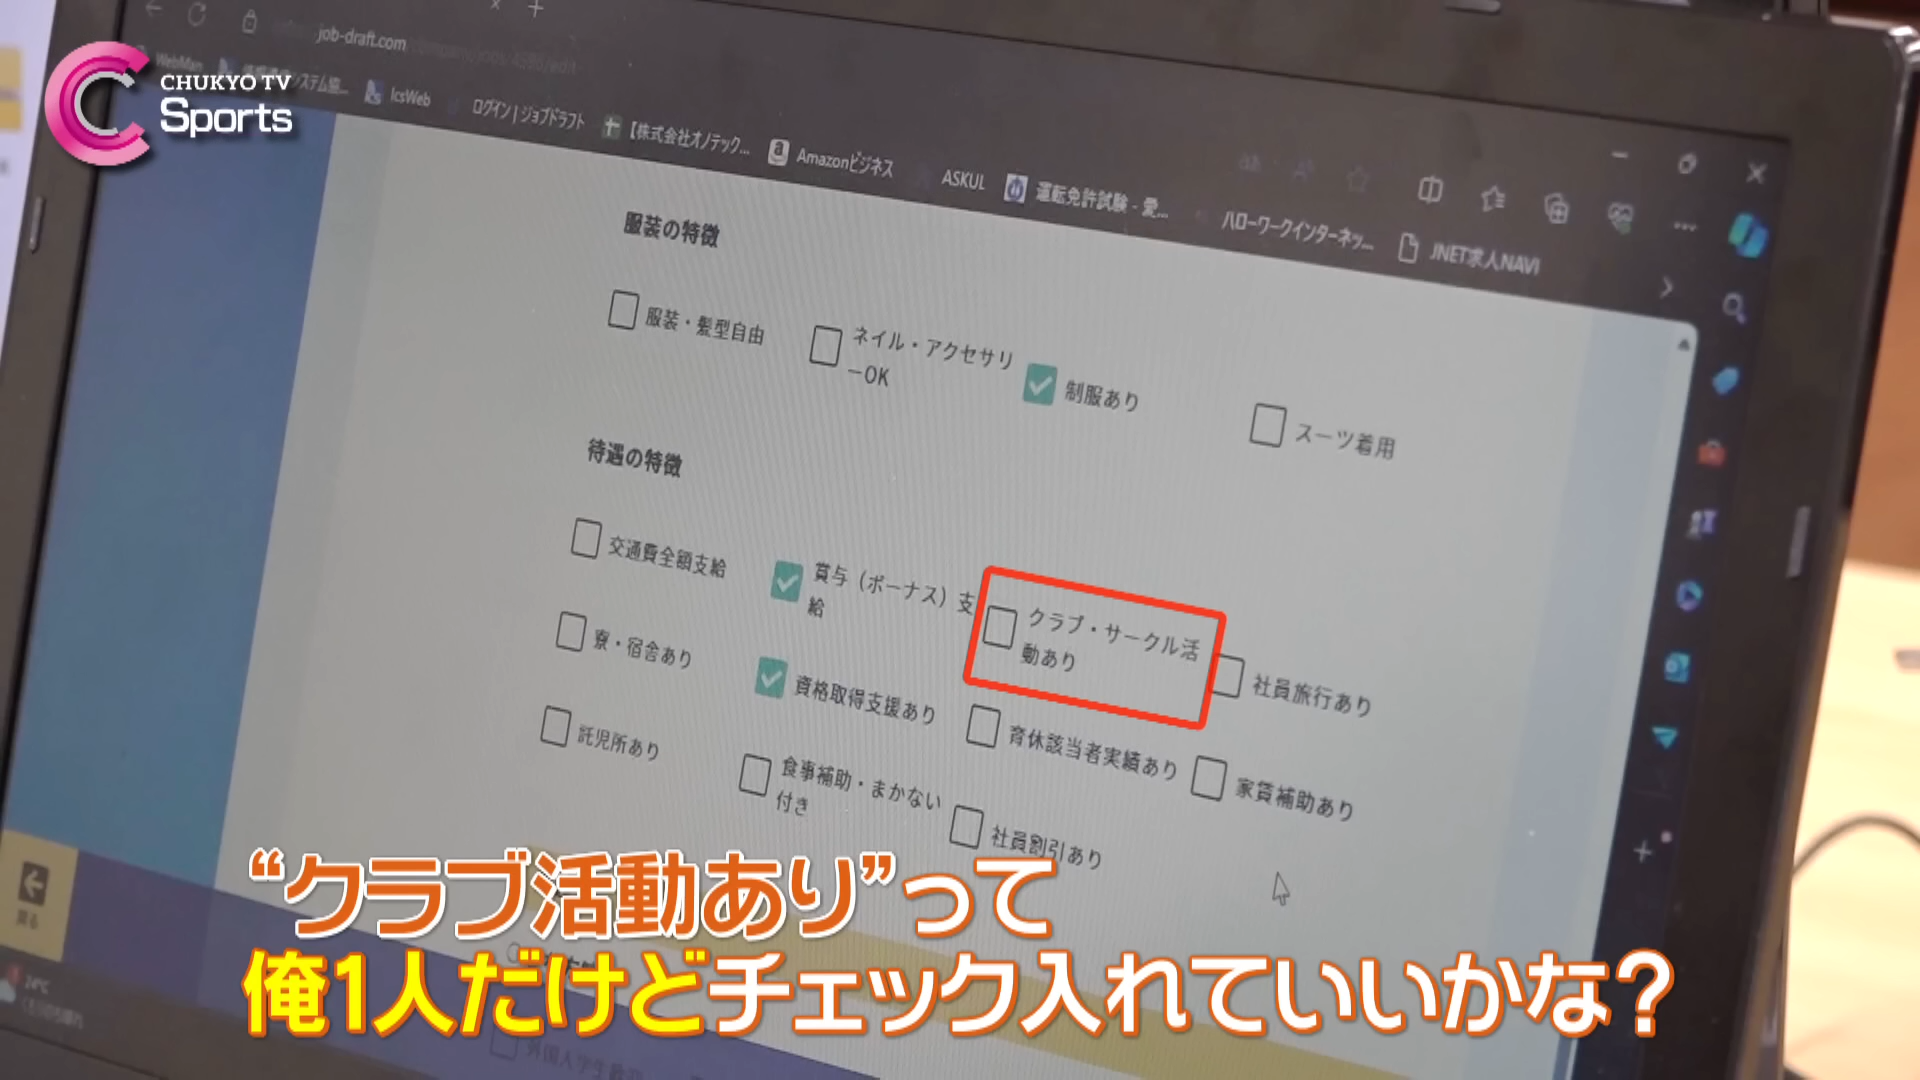 job-draft.com
CHUKYO TV
Sports
WebMan
IcsWeb
ログイン | ジョブドラフト
【株式会社オノテック...
Amazonビジネス
ASKUL
運転免許試験 - 愛...
ハローワークインターネッ...
JNET求人NAVI
服装の特徴
服装・髪型自由
ネイル・アクセサリ
ーOK
制服あり
スーツ着用
待遇の特徴
交通費全額支給
賞与（ボーナス）支
給
クラブ・サークル活
動あり
社員旅行あり
寮・宿舎あり
資格取得支援あり
育休該当者実績あり
家賃補助あり
託児所あり
食事補助・まかない
付き
社員割引あり
戻る
24℃
“クラブ活動あり”って
俺1人だけどチェック入れていいかな？